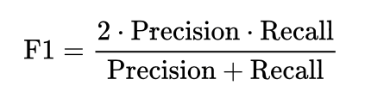 F1 = 2 · Precision · Recall / Precision + Recall